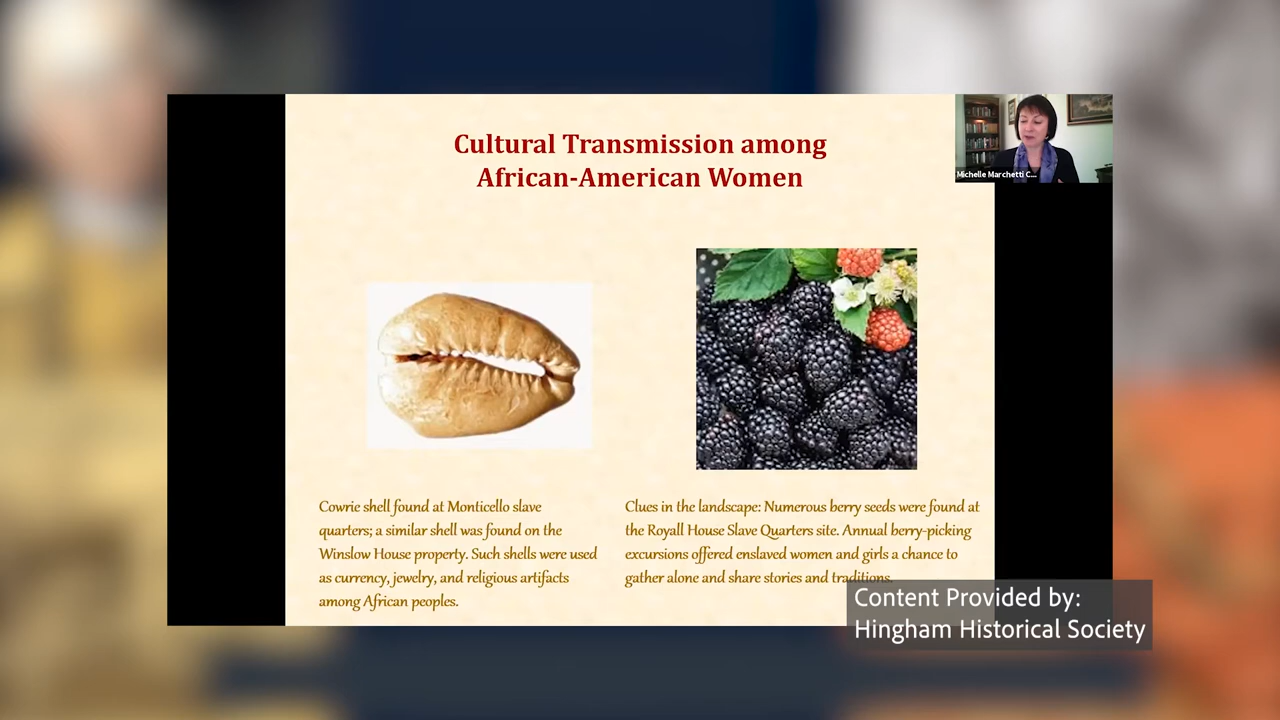 Cultural Transmission among
African-American Women
Michelle Marchetti C...
Cowrie shell found at Monticello slave
quarters; a similar shell was found on the
Winslow House property. Such shells were used
as currency, jewelry, and religious artifacts
among African peoples.
Clues in the landscape: Numerous berry seeds were found at
the Royall House Slave Quarters site. Annual berry-picking
excursions offered enslaved women and girls a chance to
gather alone and share stories and traditions.
Content Provided by:
Hingham Historical Society